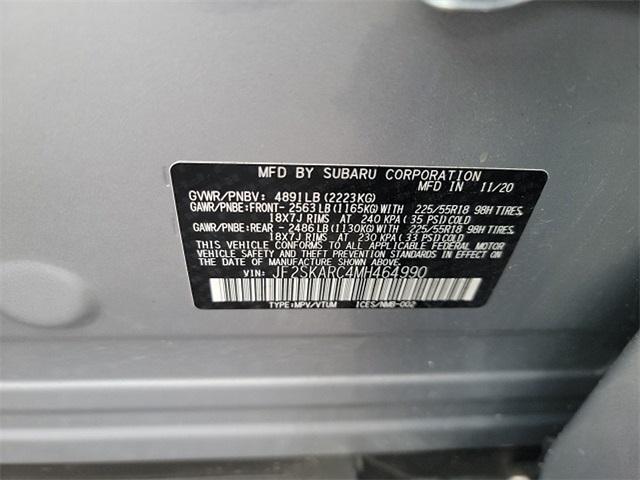 MFD BY SUBARU CORPORATION
MFD IN 11/20
GVWR/PNBV: 4891LB(2223KG)
GAWR/PNBE:FRONT- 2563LB(1165KG)WITH 225/55R18 98H TIRES,
18X7J RIMS AT 240 KPA(35 PSI)COLD
GAWR/PNBE:REAR - 2486LB(1130KG)WITH 225/55R18 98H TIRES,
18X7J RIMS AT 230 KPA(33 PSI)COLD
THIS VEHICLE CONFORMS TO ALL APPLICABLE FEDERAL MOTOR
VEHICLE SAFETY AND THEFT PREVENTION STANDARDS IN EFFECT
ON THE DATE OF MANUFACTURE SHOWN ABOVE.
VIN: JF2SKARC4MH464990
TYPE:MPV/VTUM ICES/NMB-002